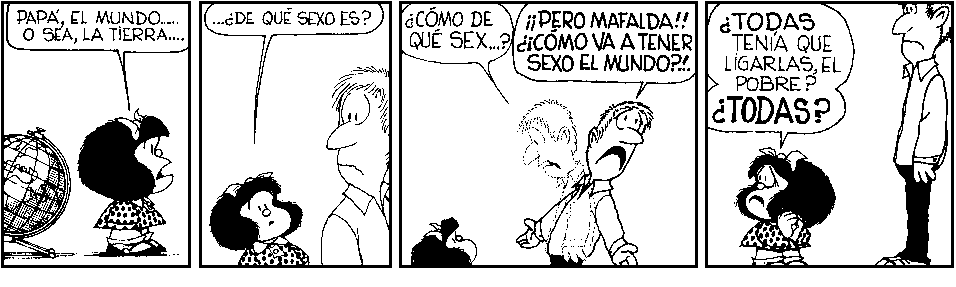 PAPÁ, EL MUNDO.....
O SEA, LA TIERRA....
...¿DE QUÉ SEXO ES?
¿CÓMO DE
QUÉ SEX...?
¡¡PERO MAFALDA!!
¿¡CÓMO VA A TENER
SEXO EL MUNDO?!.
¿TODAS
TENÍA QUE
LIGARLAS, EL
POBRE?
¿TODAS?